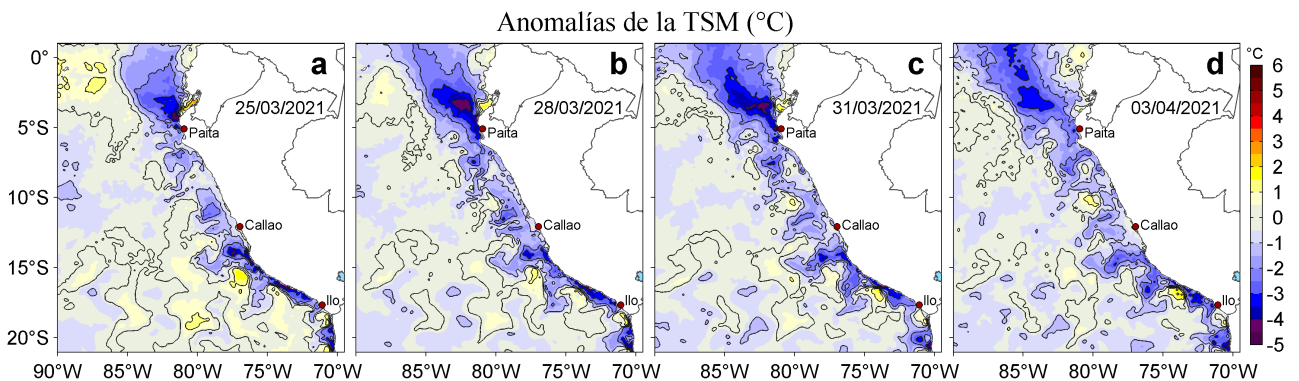 Anomalías de la TSM (°C)
a
25/03/2021
Paita
Callao
Ilo
b
28/03/2021
Paita
Callao
Ilo
c
31/03/2021
Paita
Callao
Ilo
d
03/04/2021
Paita
Callao
Ilo
0°
5°S
10°S
15°S
20°S
90°W 85°W 80°W 75°W 70°W
85°W 80°W 75°W 70°W
85°W 80°W 75°W 70°W
85°W 80°W 75°W 70°W
°C
6
5
4
3
2
1
0
-1
-2
-3
-4
-5